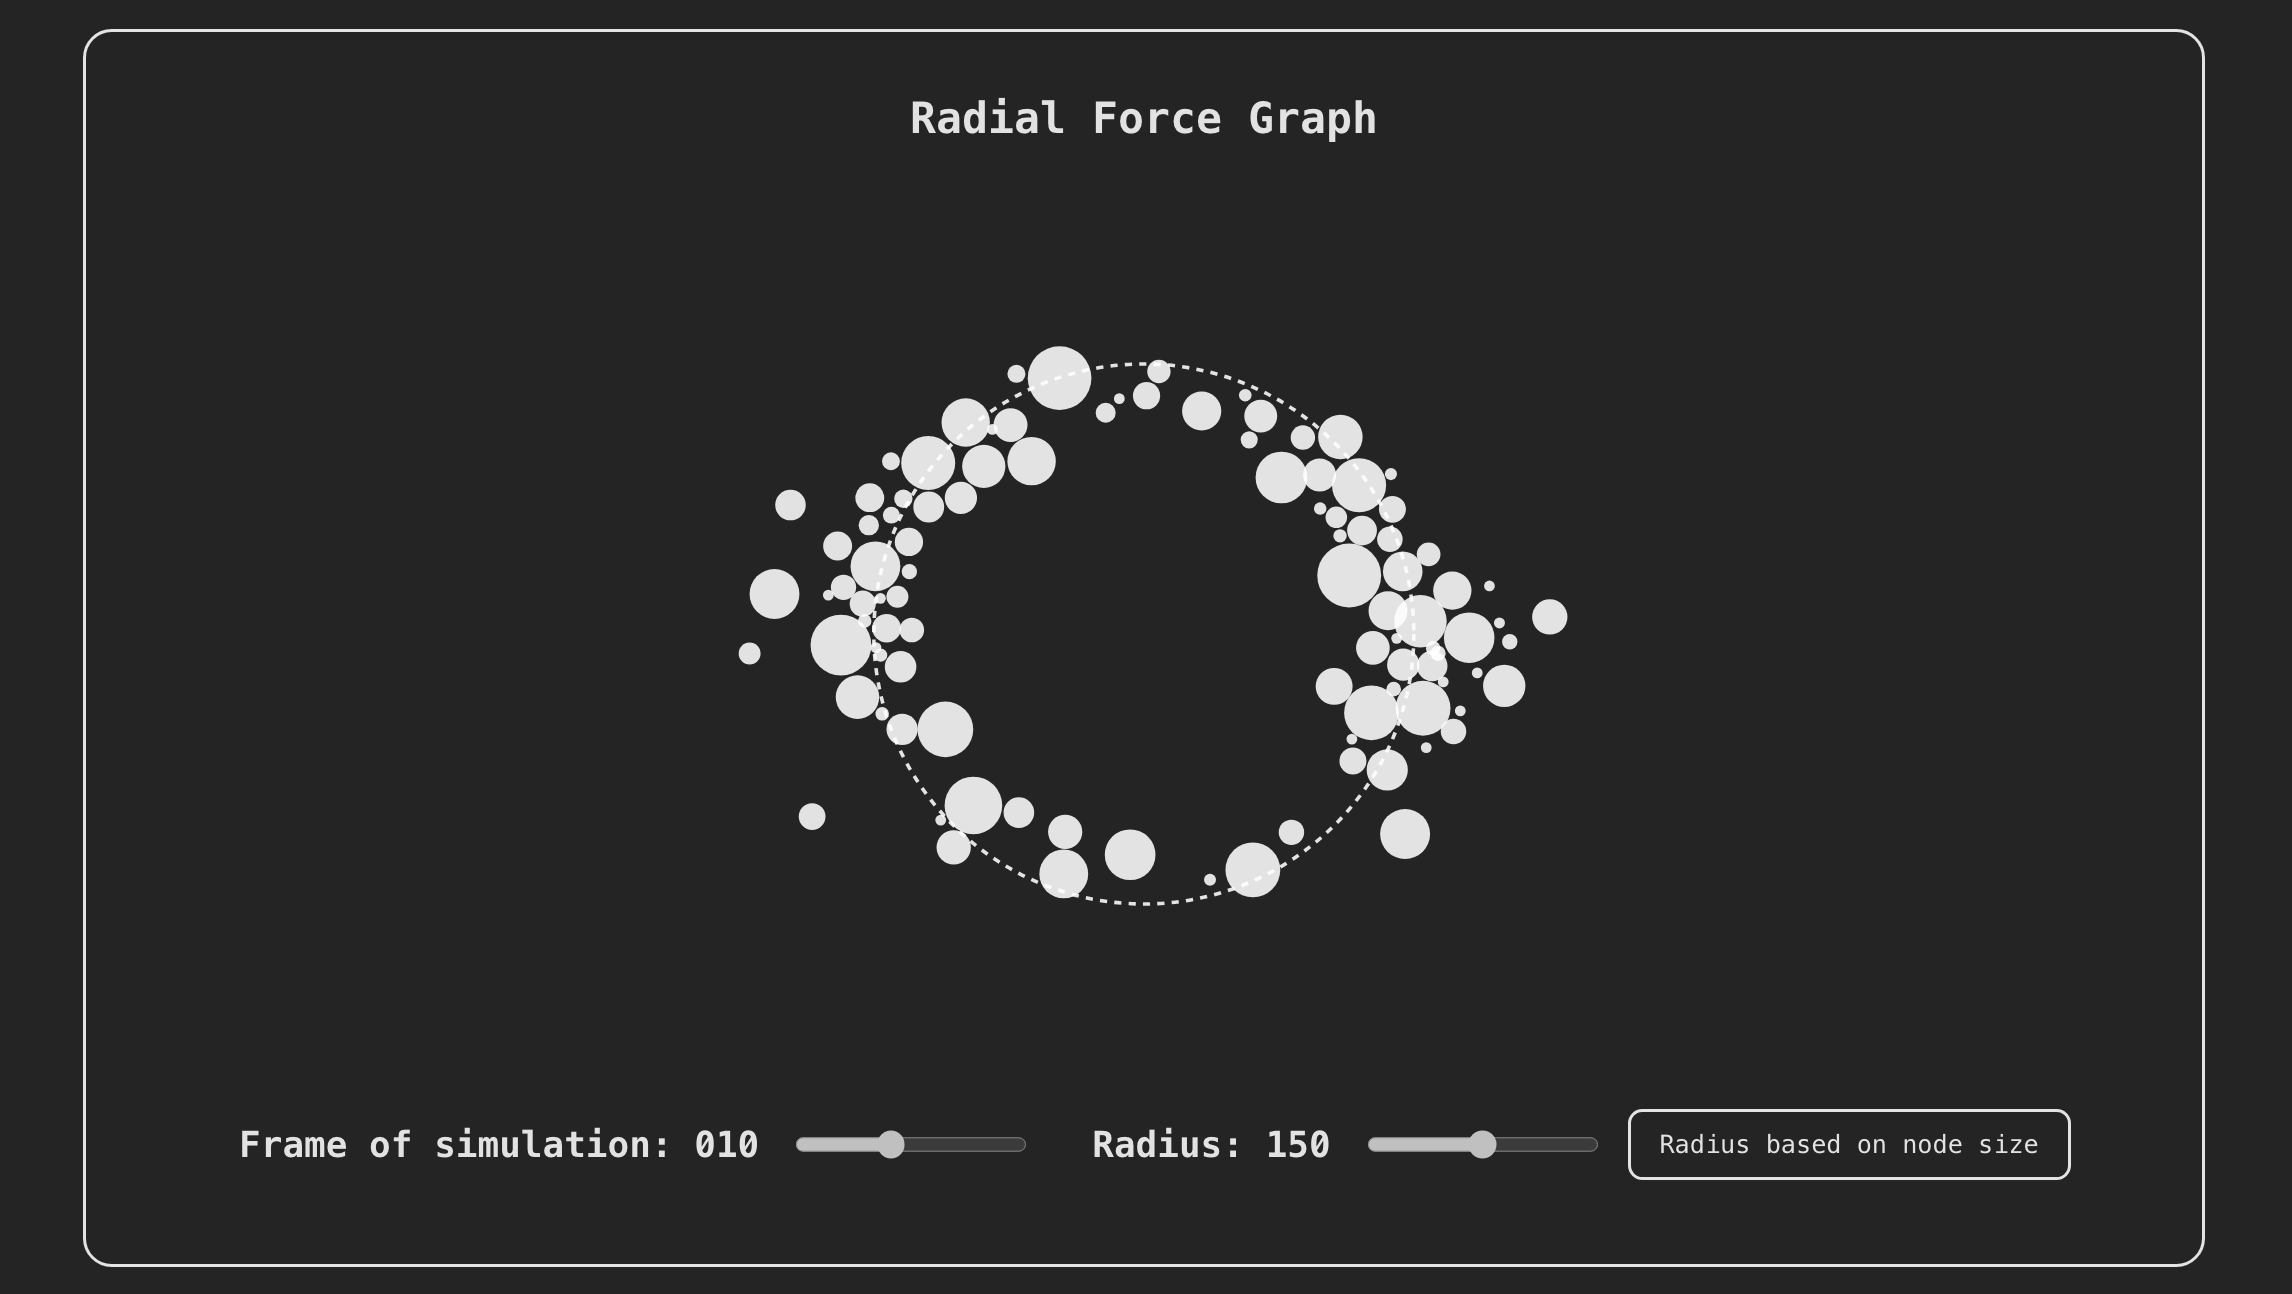 Radial Force Graph
Frame of simulation: 010
Radius: 150
Radius based on node size